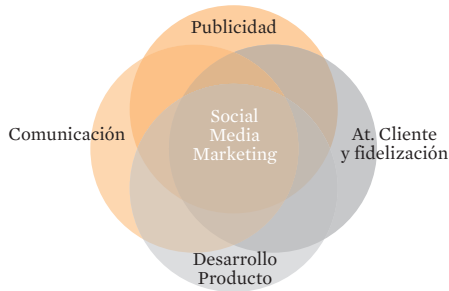 Publicidad
Comunicación
Social
Media
Marketing
At. Cliente
y fidelización
Desarrollo
Producto